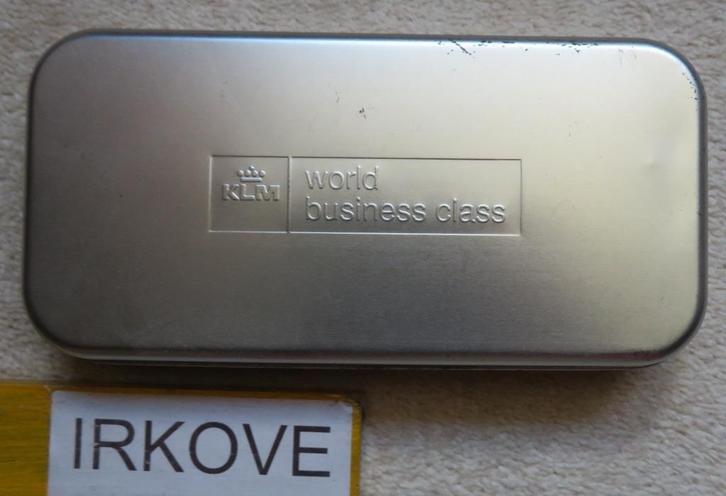 KLM
world
business class
IRKOVE